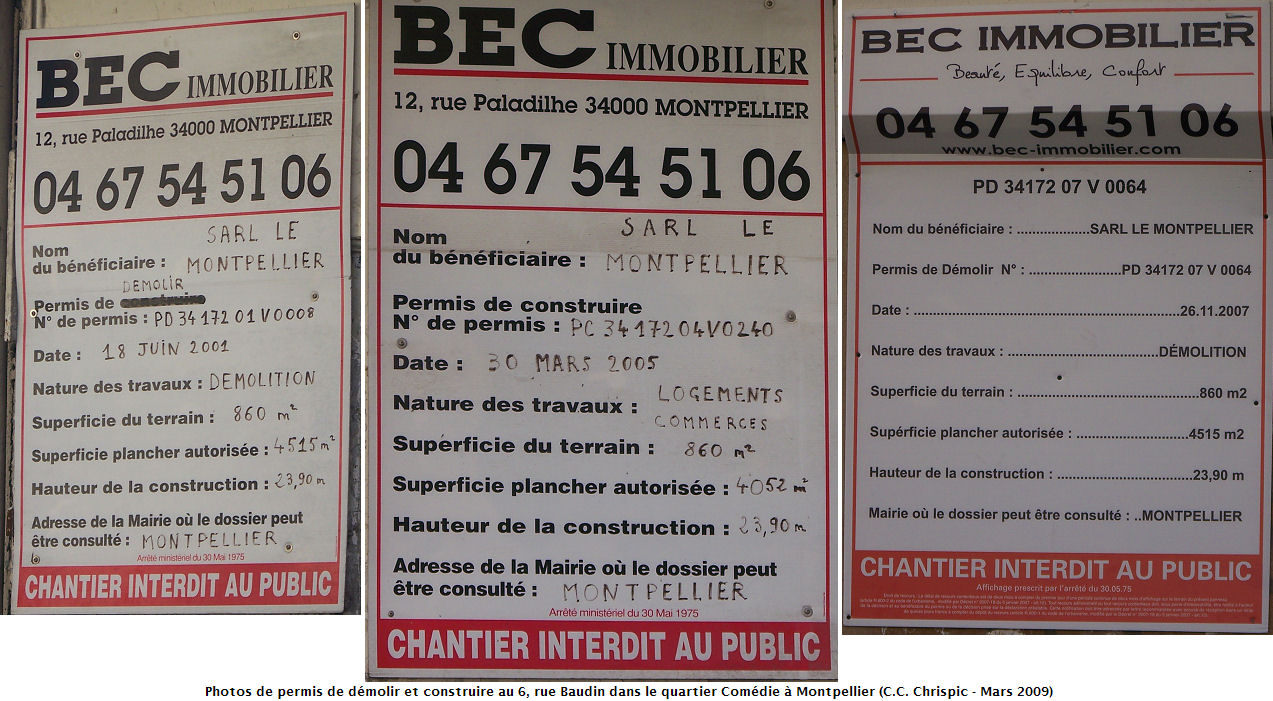 BEC IMMOBILIER
12, rue Paladilhe 34000 MONTPELLIER
04 67 54 51 06
Nom
du bénéficiaire : SARL LE
MONTPELLIER
DEMOLIR
Permis de construire
N° de permis : PD 34 172 01 V0008
Date : 18 JUIN 2001
Nature des travaux : DEMOLITION
Superficie du terrain : 860 m²
Superficie plancher autorisée : 4515 m²
Hauteur de la construction : 23,90 m
Adresse de la Mairie où le dossier peut
être consulté : MONTPELLIER
Arrêté ministériel du 30 Mai 1975
CHANTIER INTERDIT AU PUBLIC
BEC IMMOBILIER
12, rue Paladilhe 34000 MONTPELLIER
04 67 54 51 06
Nom
du bénéficiaire : SARL LE
MONTPELLIER
Permis de construire
N° de permis : PC 34172 04V0240
Date : 30 MARS 2005
Nature des travaux : LOGEMENTS
COMMERCES
Supérficie du terrain : 860 m²
Superficie plancher autorisée : 4052 m²
Hauteur de la construction : 23,90 m
Adresse de la Mairie où le dossier peut
être consulté : MONTPELLIER
Arrêté ministériel du 30 Mai 1975
CHANTIER INTERDIT AU PUBLIC
BEC IMMOBILIER
Beauté, Equilibre, Confort
04 67 54 51 06
www.bec-immobilier.com
PD 34172 07 V 0064
Nom du bénéficiaire : ..................SARL LE MONTPELLIER
Permis de Démolir N° : .......................PD 34172 07 V 0064
Date : ..................................................................26.11.2007
Nature des travaux : .....................................DÉMOLITION
Superficie du terrain : .............................................860 m2
Supérficie plancher autorisée : ............................4515 m2
Hauteur de la construction : ..................................23,90 m
Mairie où le dossier peut être consulté : ..MONTPELLIER
CHANTIER INTERDIT AU PUBLIC
Affichage prescrit par l'arrêté du 30.05.75
Photos de permis de démolir et construire au 6, rue Baudin dans le quartier Comédie à Montpellier (C.C. Chrispic - Mars 2009)